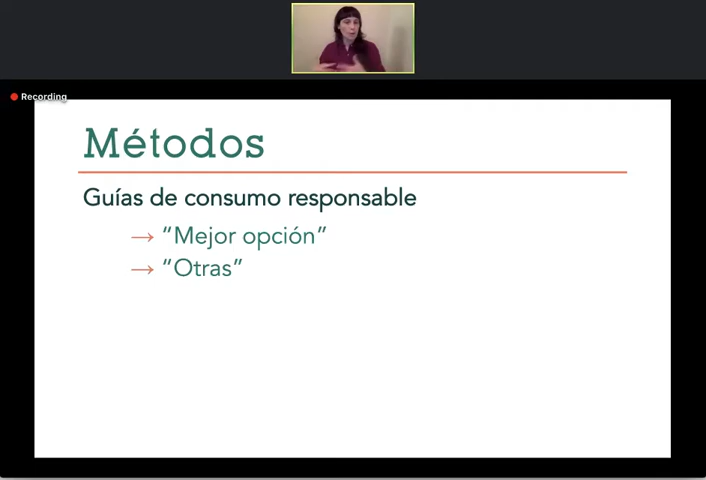 Recording
Métodos
Guías de consumo responsable
→ “Mejor opción”
→ “Otras”